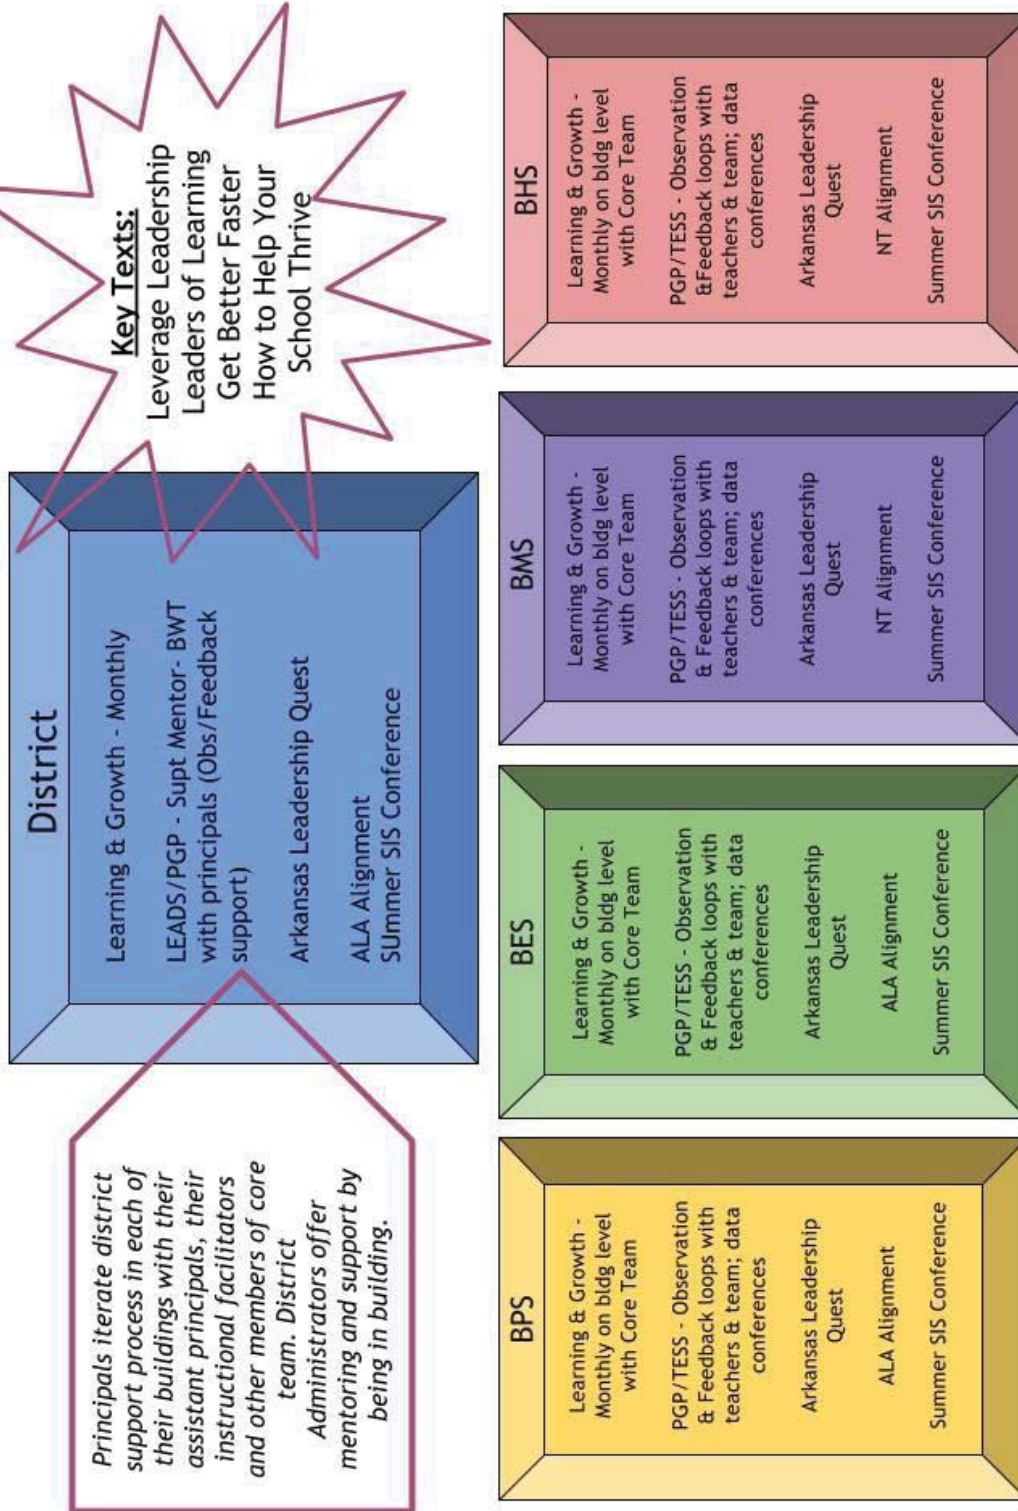 Principals iterate district
support process in each of
their buildings with their
assistant principals, their
instructional facilitators
and other members of core
team. District
Administrators offer
mentoring and support by
being in building.
District
Learning & Growth - Monthly
LEADS/PGP - Supt Mentor- BWT
with principals (Obs/Feedback
support)
Arkansas Leadership Quest
ALA Alignment
SUmmer SIS Conference
Key Texts:
Leverage Leadership
Leaders of Learning
Get Better Faster
How to Help Your
School Thrive
BPS
Learning & Growth -
Monthly on bldg level
with Core Team
PGP/TESS - Observation
& Feedback loops with
teachers & team; data
conferences
Arkansas Leadership
Quest
ALA Alignment
Summer SIS Conference
BES
Learning & Growth -
Monthly on bldg level
with Core Team
PGP/TESS - Observation
& Feedback loops with
teachers & team; data
conferences
Arkansas Leadership
Quest
ALA Alignment
Summer SIS Conference
BMS
Learning & Growth -
Monthly on bldg level
with Core Team
PGP/TESS - Observation
& Feedback loops with
teachers & team; data
conferences
Arkansas Leadership
Quest
NT Alignment
Summer SIS Conference
BHS
Learning & Growth -
Monthly on bldg level
with Core Team
PGP/TESS - Observation
&Feedback loops with
teachers & team; data
conferences
Arkansas Leadership
Quest
NT Alignment
Summer SIS Conference